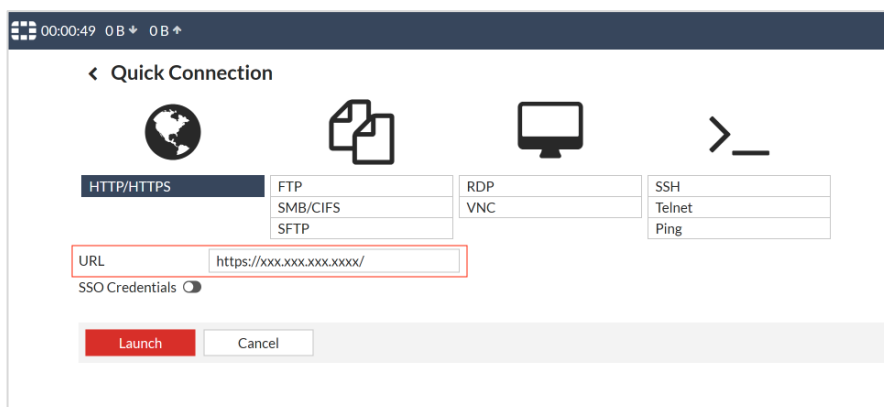 00:00:49 0 B 0 B
Quick Connection
HTTP/HTTPS FTP RDP SSH
SMB/CIFS VNC Telnet
SFTP Ping
URL https://xxx.xxx.xxx.xxxx/
SSO Credentials
Launch Cancel